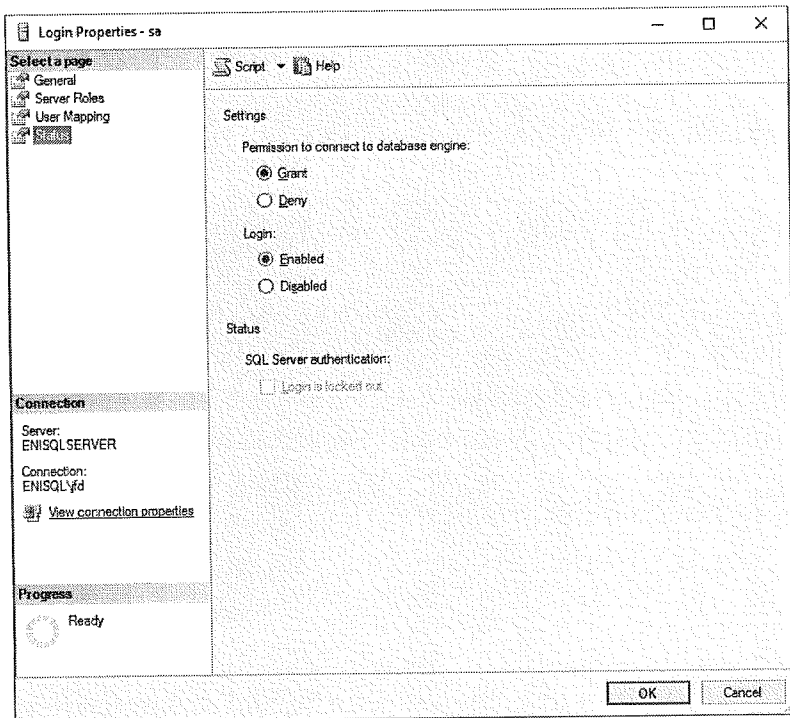 Login Properties - sa
Select a page
General
Server Roles
User Mapping
Status
Script
Help
Settings
Permission to connect to database engine:
Grant
Deny
Login:
Enabled
Disabled
Status
SQL Server authentication:
Login is locked out
Connection
Server:
ENISQLSERVER
Connection:
ENISQL\jfd
View connection properties
Progress
Ready
OK
Cancel